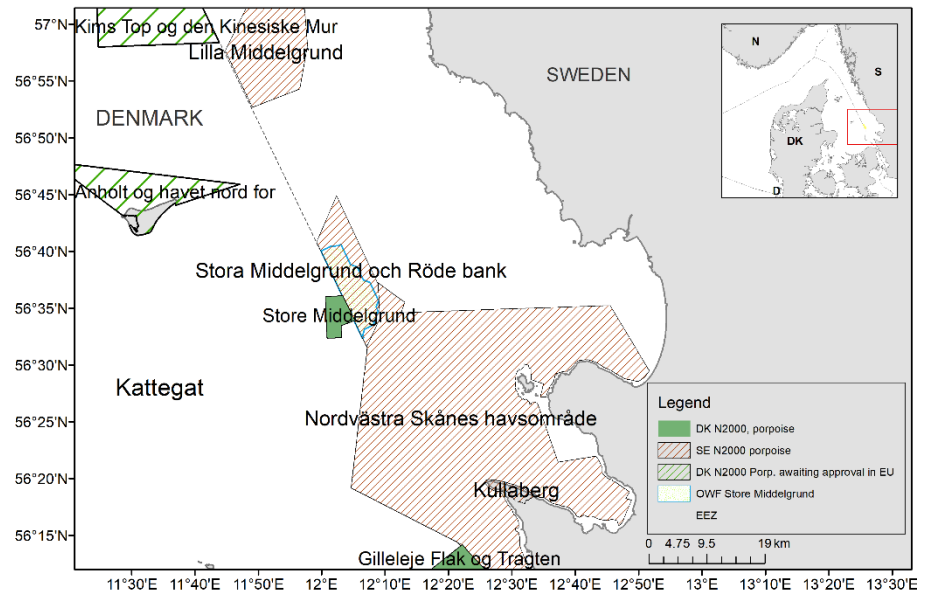 57°N
Kims Top og den Kinesiske Mur
Lilla Middelgrund
56°55'N
SWEDEN
56°50'N
DENMARK
56°45'N
Anholt og havet nord for
56°40'N
Stora Middelgrund och Röde bank
56°35'N
Store Middelgrund
56°30'N
Kattegat
56°25'N
Nordvästra Skånes havsområde
56°20'N
Kullaberg
56°15'N
Gilleleje Flak og Tragten
N
S
DK
D
Legend
DK N2000, porpoise
SE N2000 porpoise
DK N2000 Porp. awaiting approval in EU
OWF Store Middelgrund
EEZ
0 4.75 9.5 19 km
11°30'E 11°40'E 11°50'E 12°E 12°10'E 12°20'E 12°30'E 12°40'E 12°50'E 13°E 13°10'E 13°20'E 13°30'E